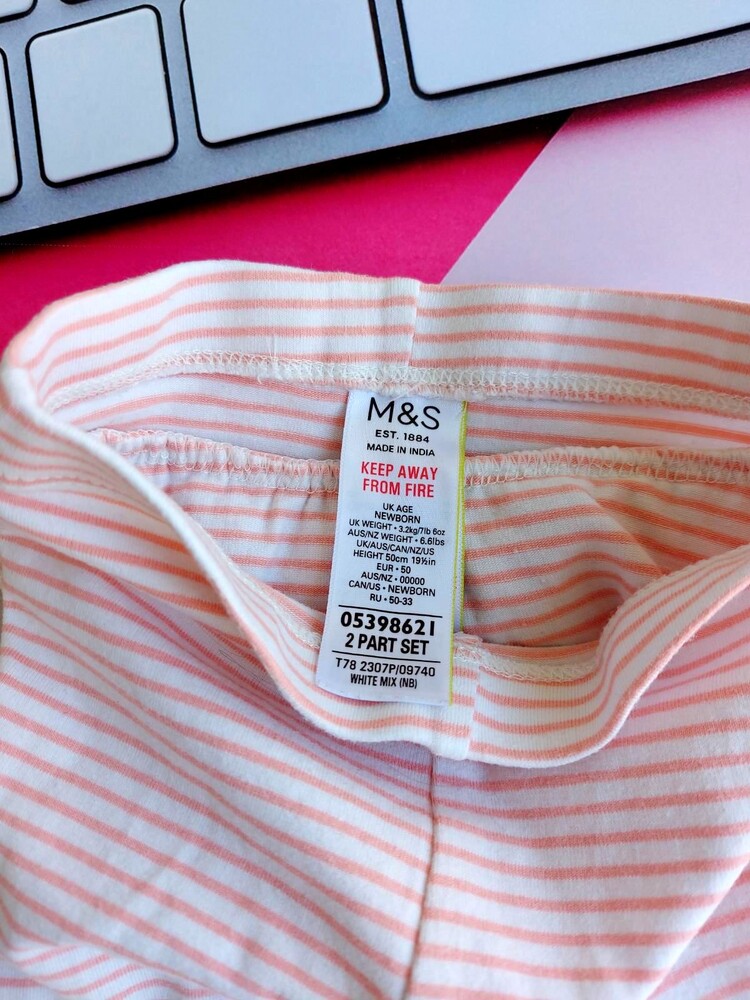 M&S
EST. 1884
MADE IN INDIA
KEEP AWAY
FROM FIRE
UK AGE
NEWBORN
UK WEIGHT • 3.2kg/7lb 6oz
AUS/NZ WEIGHT • 6.6lbs
UK/AUS/CAN/NZ/US
HEIGHT 50cm 19½in
EUR • 50
AUS/NZ • 00000
CAN/US • NEWBORN
RU • 50-33
05398621
2 PART SET
T78 2307P/09740
WHITE MIX (NB)